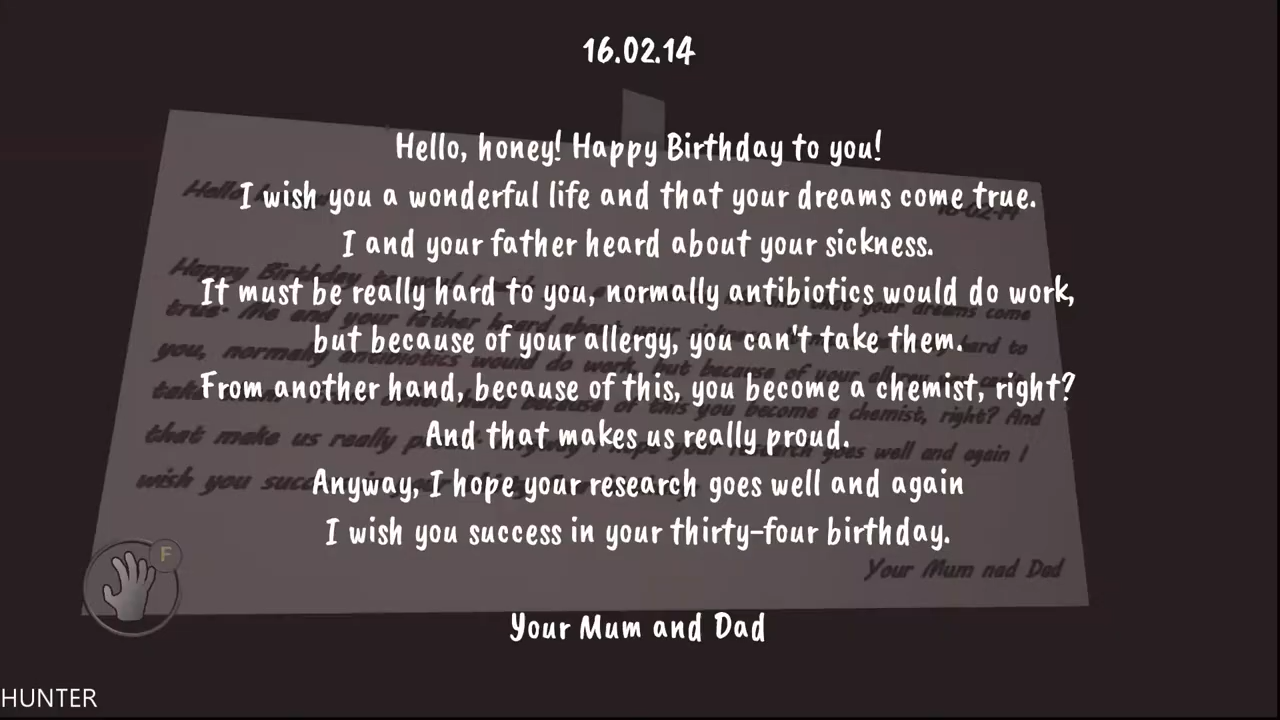 16.02.14
Hello, honey! Happy Birthday to you!
I wish you a wonderful life and that your dreams come true.
I and your father heard about your sickness.
It must be really hard to you, normally antibiotics would do work,
but because of your allergy, you can't take them.
From another hand, because of this, you become a chemist, right?
And that makes us really proud.
Anyway, I hope your research goes well and again
I wish you success in your thirty-four birthday.
F
Your Mum nad Dad
Your Mum and Dad
HUNTER